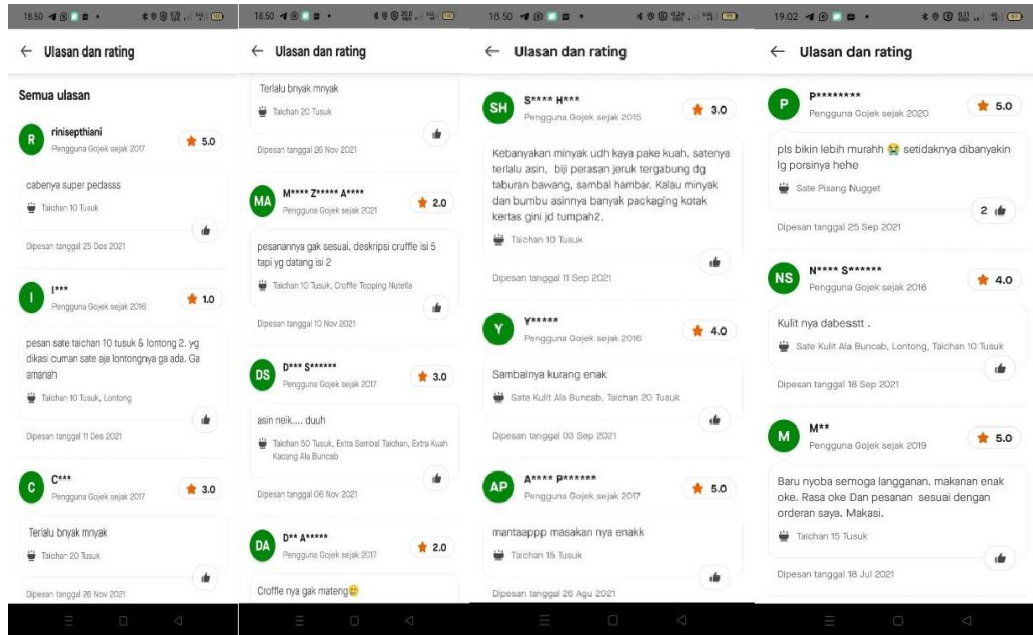 18.50
Ulasan dan rating
Semua ulasan
R
rinisepthiani
Pengguna Gojek sejak 2017
5.0
cabenya super pedasss
Taichan 10 Tusuk
Dipesan tanggal 25 Des 2021
I
I***
Pengguna Gojek sejak 2016
1.0
pesan sate taichan 10 tusuk & lontong 2. yg
dikasi cuman sate aja lontongnya ga ada. Ga
amanah
Taichan 10 Tusuk, Lontong
Dipesan tanggal 11 Des 2021
C
C***
Pengguna Gojek sejak 2017
3.0
Terlalu bnyak mnyak
Taichan 20 Tusuk
Dipesan tanggal 26 Nov 2021
18.50
Ulasan dan rating
Terlalu bnyak mnyak
Taichan 20 Tusuk
Dipesan tanggal 26 Nov 2021
MA
M**** Z***** A****
Pengguna Gojek sejak 2021
2.0
pesanannya gak sesuai, deskripsi cruffle isi 5
tapi yg datang isi 2
Taichan 10 Tusuk, Croffle Topping Nutella
Dipesan tanggal 10 Nov 2021
DS
D*** S******
Pengguna Gojek sejak 2017
3.0
asin neik.... duuh
Taichan 50 Tusuk, Extra Sambal Taichan, Extra Kuah
Kacang Ala Buncab
Dipesan tanggal 06 Nov 2021
DA
D** A*****
Pengguna Gojek sejak 2017
2.0
Croffle nya gak mateng🥲
18.50
Ulasan dan rating
SH
S**** H***
Pengguna Gojek sejak 2015
3.0
Kebanyakan minyak udh kaya pake kuah, satenya
terlalu asin, biji perasan jeruk tergabung dg
taburan bawang, sambal hambar. Kalau minyak
dan bumbu asinnya banyak packaging kotak
kertas gini jd tumpah2.
Taichan 10 Tusuk
Dipesan tanggal 11 Sep 2021
Y
Y*****
Pengguna Gojek sejak 2016
4.0
Sambalnya kurang enak
Sate Kulit Ala Buncab, Taichan 20 Tusuk
Dipesan tanggal 03 Sep 2021
AP
A**** P******
Pengguna Gojek sejak 2017
5.0
mantaappp masakan nya enakk
Taichan 15 Tusuk
Dipesan tanggal 26 Agu 2021
19.02
Ulasan dan rating
P
P********
Pengguna Gojek sejak 2020
5.0
pls bikin lebih murahh 😭 setidaknya dibanyakin
lg porsinya hehe
Sate Pisang Nugget
2
Dipesan tanggal 25 Sep 2021
NS
N**** S******
Pengguna Gojek sejak 2016
4.0
Kulit nya dabesstt .
Sate Kulit Ala Buncab, Lontong, Taichan 10 Tusuk
Dipesan tanggal 18 Sep 2021
M
M**
Pengguna Gojek sejak 2019
5.0
Baru nyoba semoga langganan. makanan enak
oke. Rasa oke Dan pesanan sesuai dengan
orderan saya. Makasi.
Taichan 15 Tusuk
Dipesan tanggal 18 Jul 2021